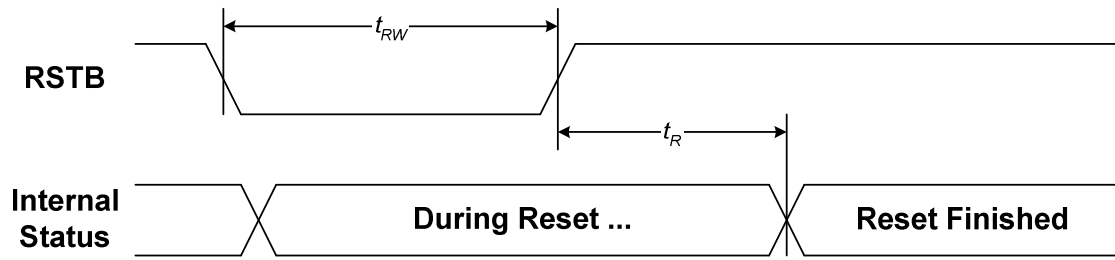 tRW
RSTB
tR
Internal
Status
During Reset ...
Reset Finished